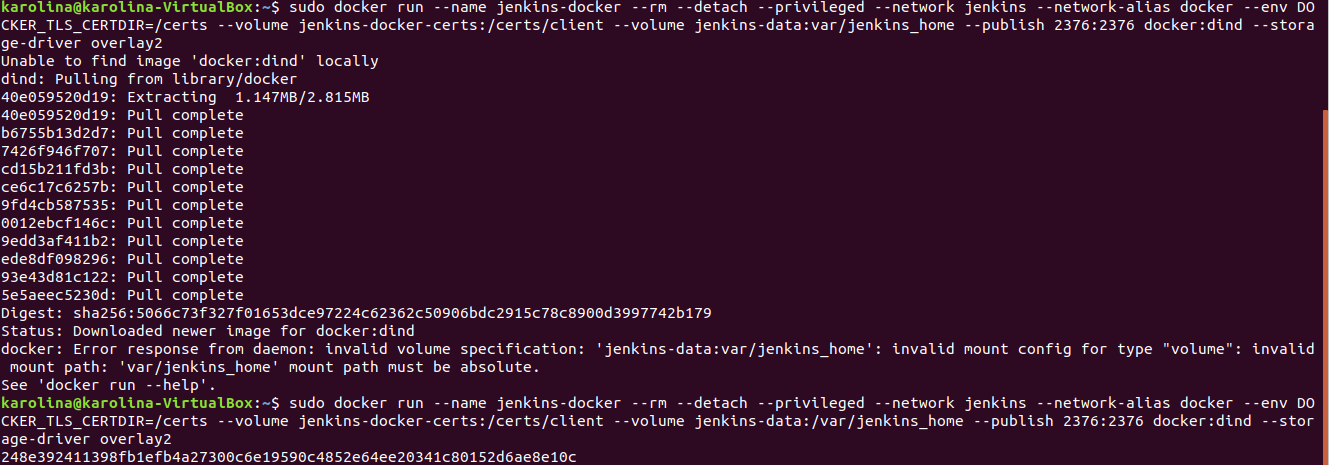 karolina@karolina-VirtualBox:~$ sudo docker run --name jenkins-docker --rm --detach --privileged --network jenkins --network-alias docker --env DO
CKER_TLS_CERTDIR=/certs --volume jenkins-docker-certs:/certs/client --volume jenkins-data:var/jenkins_home --publish 2376:2376 docker:dind --stora
ge-driver overlay2
Unable to find image 'docker:dind' locally
dind: Pulling from library/docker
40e059520d19: Extracting  1.147MB/2.815MB
40e059520d19: Pull complete
b6755b13d2d7: Pull complete
7426f946f707: Pull complete
cd15b211fd3b: Pull complete
ce6c17c6257b: Pull complete
9fd4cb587535: Pull complete
0012ebcf146c: Pull complete
9edd3af411b2: Pull complete
ede8df098296: Pull complete
93e43d81c122: Pull complete
5e5aeec5230d: Pull complete
Digest: sha256:5066c73f327f01653dce97224c62362c50906bdc2915c78c8900d3997742b179
Status: Downloaded newer image for docker:dind
docker: Error response from daemon: invalid volume specification: 'jenkins-data:var/jenkins_home': invalid mount config for type "volume": invalid
 mount path: 'var/jenkins_home' mount path must be absolute.
See 'docker run --help'.
karolina@karolina-VirtualBox:~$ sudo docker run --name jenkins-docker --rm --detach --privileged --network jenkins --network-alias docker --env DO
CKER_TLS_CERTDIR=/certs --volume jenkins-docker-certs:/certs/client --volume jenkins-data:/var/jenkins_home --publish 2376:2376 docker:dind --stor
age-driver overlay2
248e392411398fb1efb4a27300c6e19590c4852e64ee20341c80152d6ae8e10c